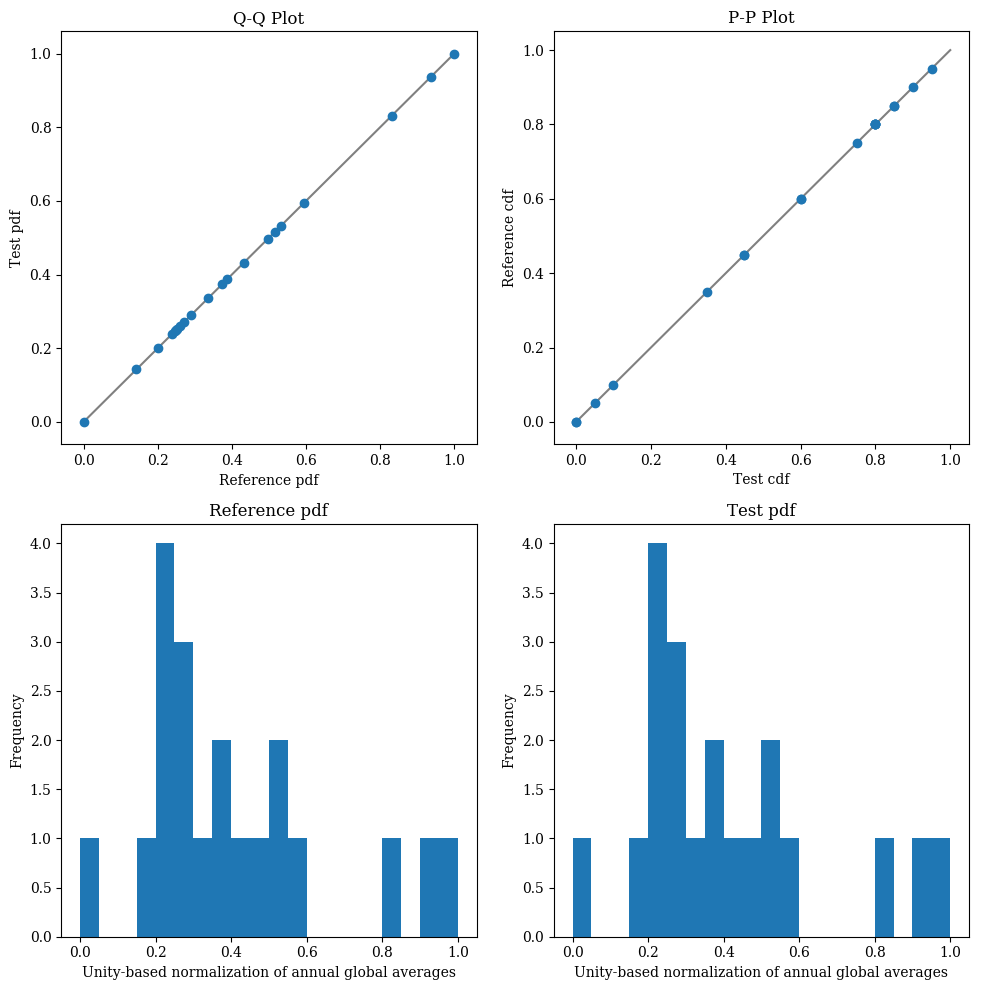 Q-Q Plot
1.0
0.8
0.6
0.4
0.2
0.0
Test pdf
0.0 0.2 0.4 0.6 0.8 1.0
Reference pdf
P-P Plot
1.0
0.8
0.6
0.4
0.2
0.0
Reference cdf
0.0 0.2 0.4 0.6 0.8 1.0
Test cdf
Reference pdf
4.0
3.5
3.0
2.5
2.0
1.5
1.0
0.5
0.0
Frequency
0.0 0.2 0.4 0.6 0.8 1.0
Unity-based normalization of annual global averages
Test pdf
4.0
3.5
3.0
2.5
2.0
1.5
1.0
0.5
0.0
Frequency
0.0 0.2 0.4 0.6 0.8 1.0
Unity-based normalization of annual global averages